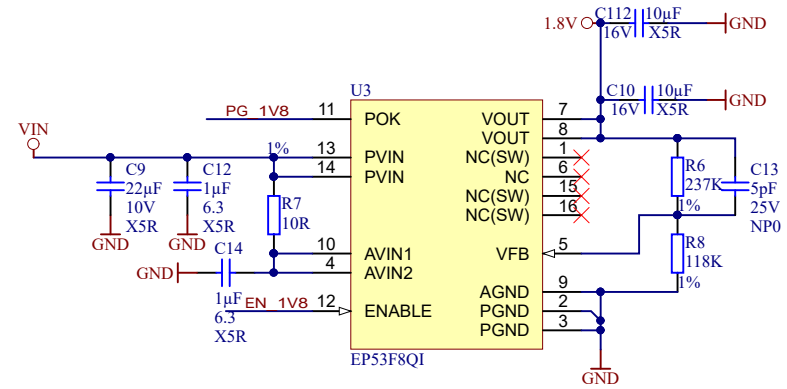 C112 10µF
1.8V
GND
16V X5R
U3
C10 10µF
GND
16V X5R
PG_1V8
11 POK
VOUT 7
VOUT 8
VIN
1%
13 PVIN
14 PVIN
NC(SW) 1
NC 6
NC(SW) 15
NC(SW) 16
C9
22µF
10V
X5R
GND
C12
1µF
6.3
X5R
GND
R7
10R
R6
237K
1%
C13
5pF
25V
NP0
C14
GND
1µF
6.3
X5R
10 AVIN1
4 AVIN2
VFB 5
R8
118K
1%
EN_1V8
12 ENABLE
AGND 9
PGND 2
PGND 3
EP53F8QI
GND